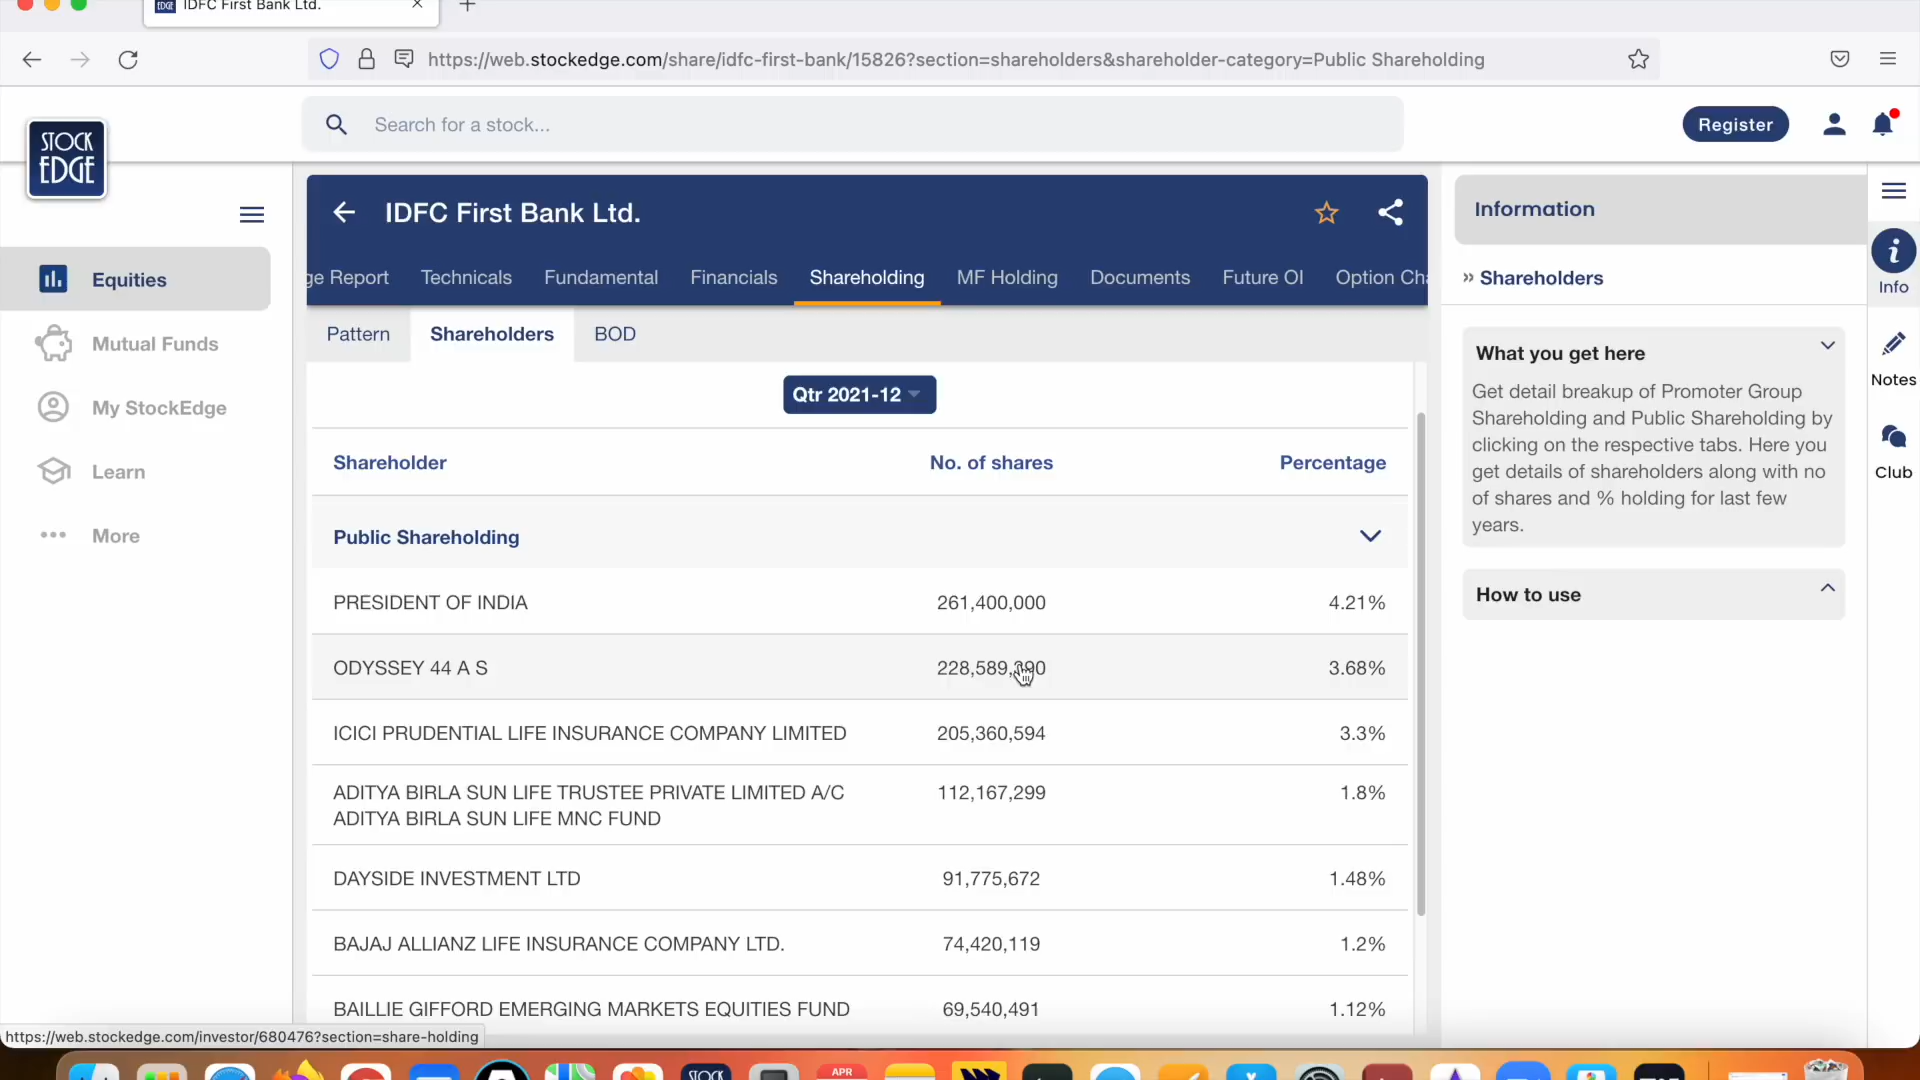 IDFC First Bank Ltd.
https://web.stockedge.com/share/idfc-first-bank/15826?section=shareholders&shareholder-category=Public Shareholding
STOCK
EDGE
Search for a stock...
Register
IDFC First Bank Ltd.
ge Report Technicals Fundamental Financials Shareholding MF Holding Documents Future OI Option Cha
Pattern Shareholders BOD
Qtr 2021-12
Shareholder No. of shares Percentage
Public Shareholding
PRESIDENT OF INDIA 261,400,000 4.21%
ODYSSEY 44 A S 3.68%
ICICI PRUDENTIAL LIFE INSURANCE COMPANY LIMITED 205,360,594 3.3%
ADITYA BIRLA SUN LIFE TRUSTEE PRIVATE LIMITED A/C 112,167,299 1.8%
ADITYA BIRLA SUN LIFE MNC FUND
DAYSIDE INVESTMENT LTD 91,775,672 1.48%
BAJAJ ALLIANZ LIFE INSURANCE COMPANY LTD. 74,420,119 1.2%
BAILLIE GIFFORD EMERGING MARKETS EQUITIES FUND 69,540,491 1.12%
Equities
Mutual Funds
My StockEdge
Learn
More
Information
» Shareholders
What you get here
Get detail breakup of Promoter Group
Shareholding and Public Shareholding by
clicking on the respective tabs. Here you
get details of shareholders along with no
of shares and % holding for last few
years.
How to use
Info
Notes
Club
https://web.stockedge.com/investor/680476?section=share-holding
STOCK
APR